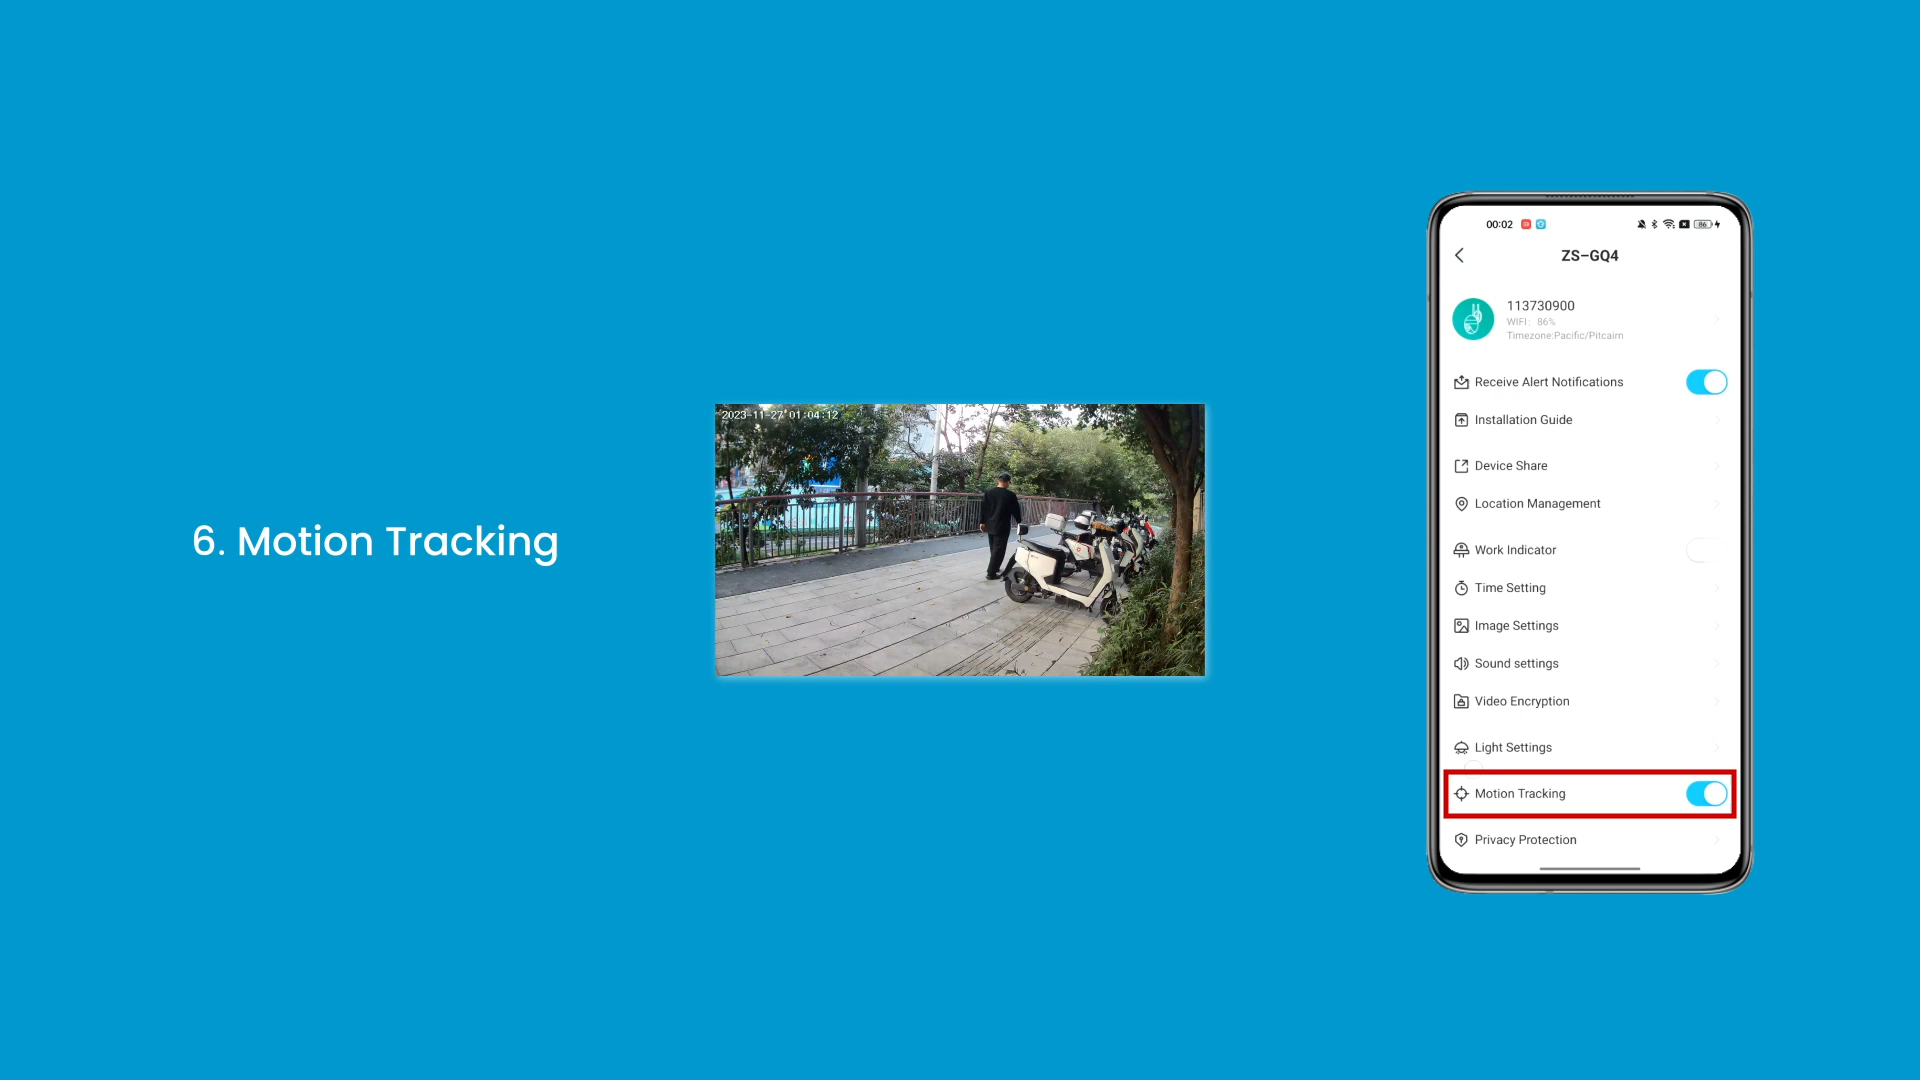 6. Motion Tracking
2023-11-27 01:04:12
00:02
86
ZS-GQ4
113730900
WIFI: 86%
Timezone:Pacific/Pitcairn
Receive Alert Notifications
Installation Guide
Device Share
Location Management
Work Indicator
Time Setting
Image Settings
Sound settings
Video Encryption
Light Settings
Motion Tracking
Privacy Protection